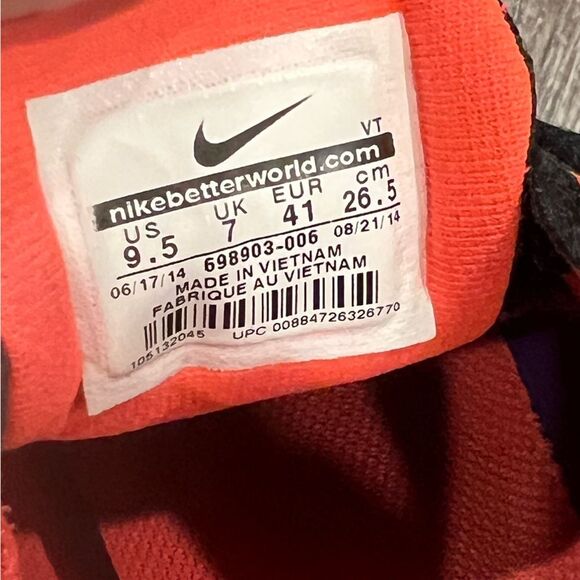 VT
nikebetterworld.com
US UK EUR cm
9.5 7 41 26.5
06/17/14 698903-006 08/21/14
MADE IN VIETNAM
FABRIQUE AU VIETNAM
105132045 UPC 00884726326770